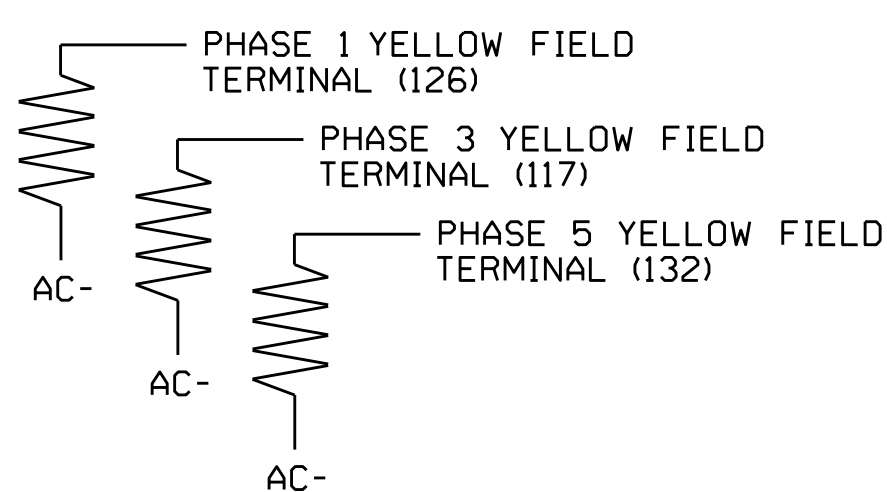 PHASE 1 YELLOW FIELD
TERMINAL (126)
PHASE 3 YELLOW FIELD
TERMINAL (117)
PHASE 5 YELLOW FIELD
TERMINAL (132)
AC-
AC-
AC-